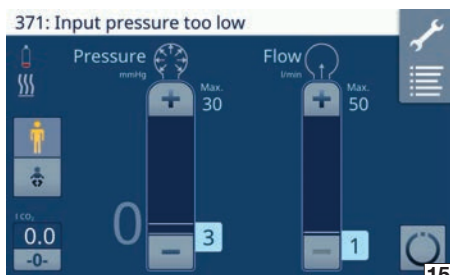 371: Input pressure too low
Pressure
mmHg
Max.
30
0
3
Flow
l/min
Max.
50
1
I CO₂
0.0
-0-
15